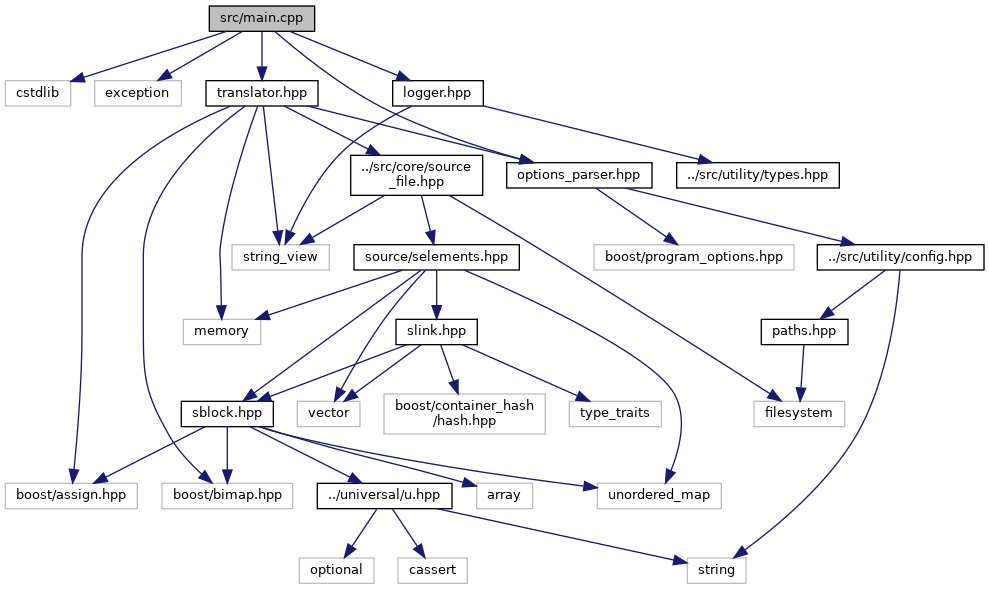 src/main.cpp
cstdlib
exception
translator.hpp
logger.hpp
../src/core/source
_file.hpp
options_parser.hpp
../src/utility/types.hpp
string_view
source/selements.hpp
boost/program_options.hpp
../src/utility/config.hpp
memory
slink.hpp
paths.hpp
sblock.hpp
vector
boost/container_hash
/hash.hpp
type_traits
filesystem
boost/assign.hpp
boost/bimap.hpp
../universal/u.hpp
array
unordered_map
optional
cassert
string